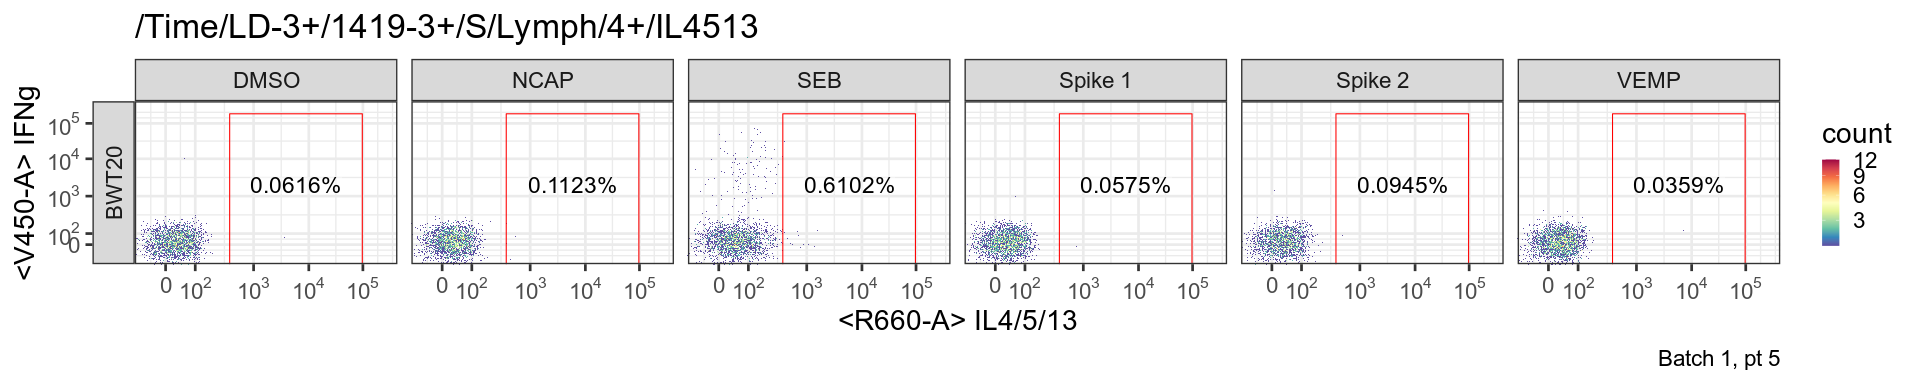 /Time/LD-3+/1419-3+/S/Lymph/4+/IL4513
DMSO NCAP SEB Spike 1 Spike 2 VEMP
<V450-A> IFNg
BWT20
10^5
10^4
10^3
10^2
0
0.0616% 0.1123% 0.6102% 0.0575% 0.0945% 0.0359%
0 10^2 10^3 10^4 10^5 0 10^2 10^3 10^4 10^5 0 10^2 10^3 10^4 10^5 0 10^2 10^3 10^4 10^5 0 10^2 10^3 10^4 10^5 0 10^2 10^3 10^4 10^5
<R660-A> IL4/5/13
count
12
9
6
3
Batch 1, pt 5